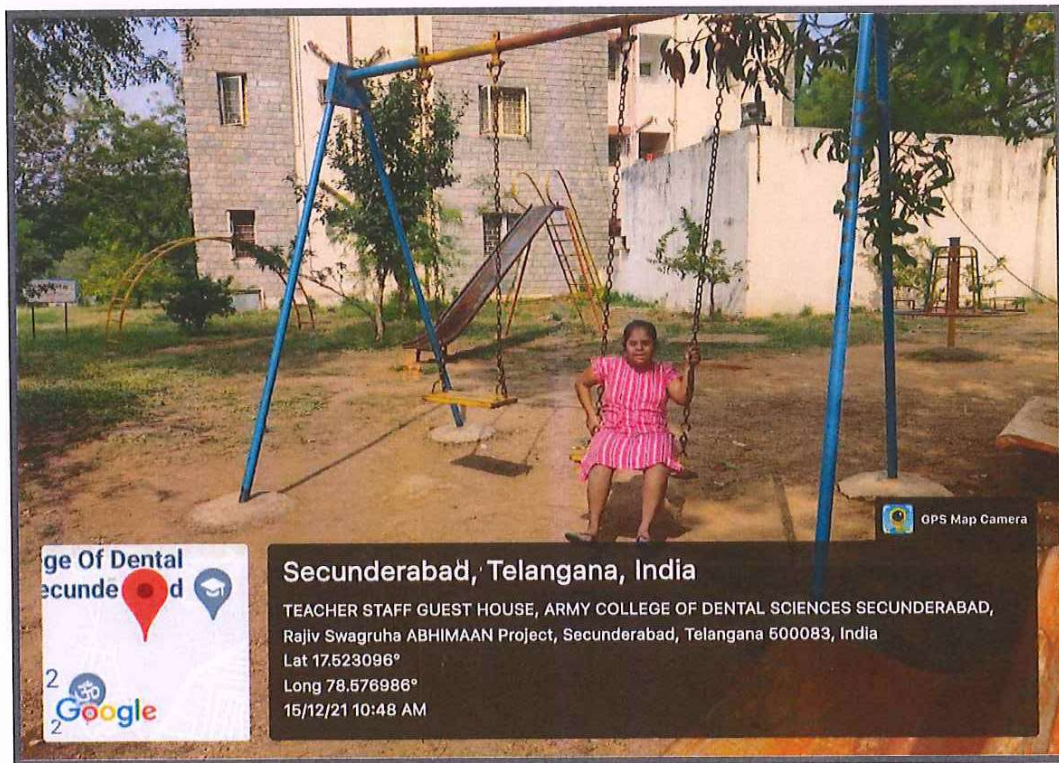 GPS Map Camera
ge Of Dental
ecunde
d
2
2
Google
Secunderabad, Telangana, India
TEACHER STAFF GUEST HOUSE, ARMY COLLEGE OF DENTAL SCIENCES SECUNDERABAD,
Rajiv Swagruha ABHIMAAN Project, Secunderabad, Telangana 500083, India
Lat 17.523096°
Long 78.576986°
15/12/21 10:48 AM